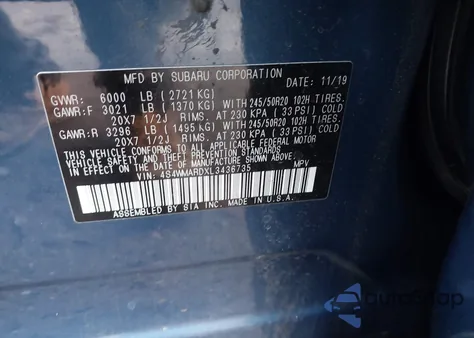 MFD BY SUBARU CORPORATION 11/19
GVWR: 6000 LB (2721 KG)
GAWR:F 3021 LB (1370 KG) WITH 245/50R20 102H TIRES.
20X7 1/2J RIMS. AT 230 KPA ( 33 PSI) COLD
GAWR:R 3296 LB (1495 KG) WITH 245/50R20 102H TIRES.
20X7 1/2J RIMS. AT 230 KPA ( 33 PSI) COLD
THIS VEHICLE CONFORMS TO ALL APPLICABLE FEDERAL MOTOR
VEHICLE SAFETY AND THEFT PREVENTION STANDARDS
IN EFFECT ON THE DATE OF MANUFACTURE SHOWN ABOVE.
VIN: 4S4WMARDXL3436735 MPV
ASSEMBLED BY SIA INC. IN U.S.A.
AutoStop